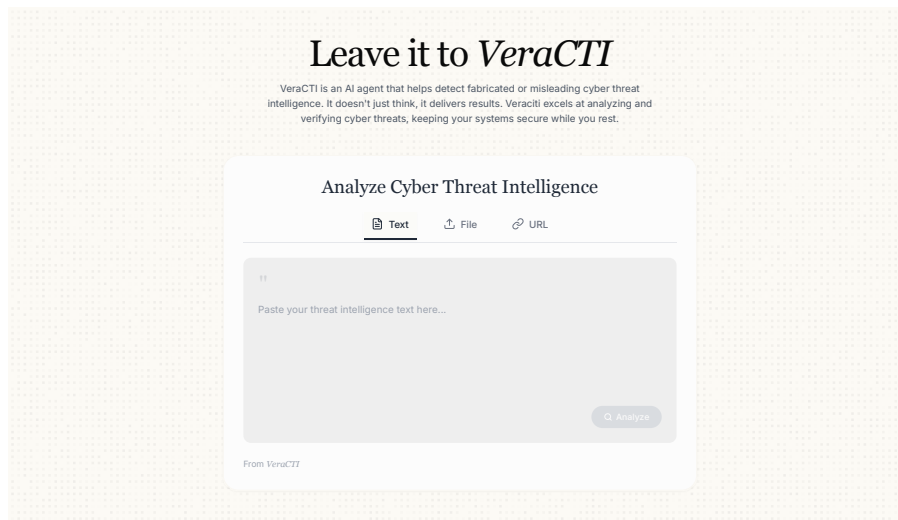 Leave it to VeraCTI
VeraCTI is an AI agent that helps detect fabricated or misleading cyber threat
intelligence. It doesn't just think, it delivers results. Veraciti excels at analyzing and
verifying cyber threats, keeping your systems secure while you rest.
Analyze Cyber Threat Intelligence
Text File URL
"
Paste your threat intelligence text here...
Analyze
From VeraCTI